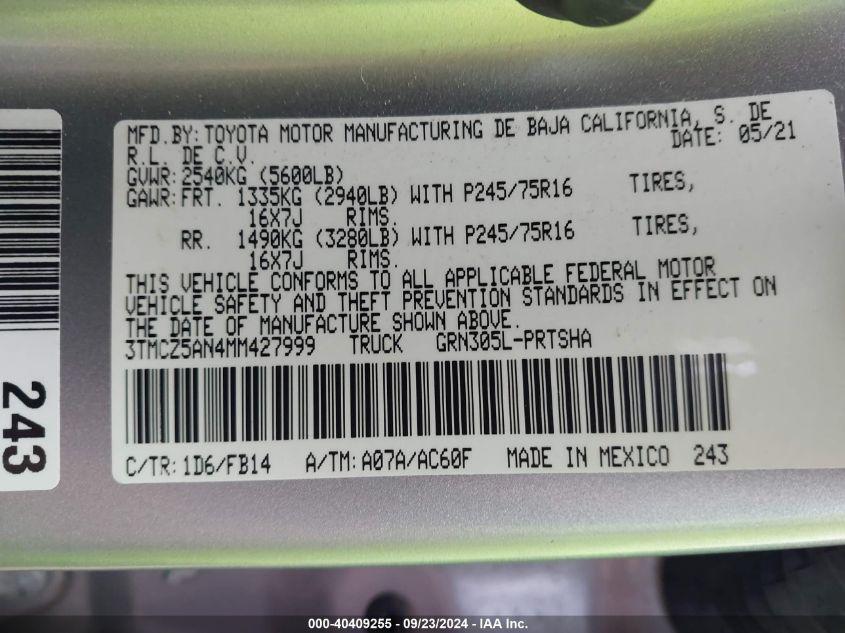 MFD.BY: TOYOTA MOTOR MANUFACTURING DE BAJA CALIFORNIA, S. DE
R.L. DE C.V. DATE: 05/21
GVWR: 2540KG (5600LB)
GAWR: FRT. 1335KG (2940LB) WITH P245/75R16 TIRES,
16X7J RIMS.
RR. 1490KG (3280LB) WITH P245/75R16 TIRES,
16X7J RIMS.
THIS VEHICLE CONFORMS TO ALL APPLICABLE FEDERAL MOTOR
VEHICLE SAFETY AND THEFT PREVENTION STANDARDS IN EFFECT ON
THE DATE OF MANUFACTURE SHOWN ABOVE.
3TMCZ5AN4MM427999 TRUCK GRN305L-PRTSHA
C/TR: 1D6/FB14 A/TM: A07A/AC60F MADE IN MEXICO 243
243
000-40409255 - 09/23/2024 - IAA Inc.